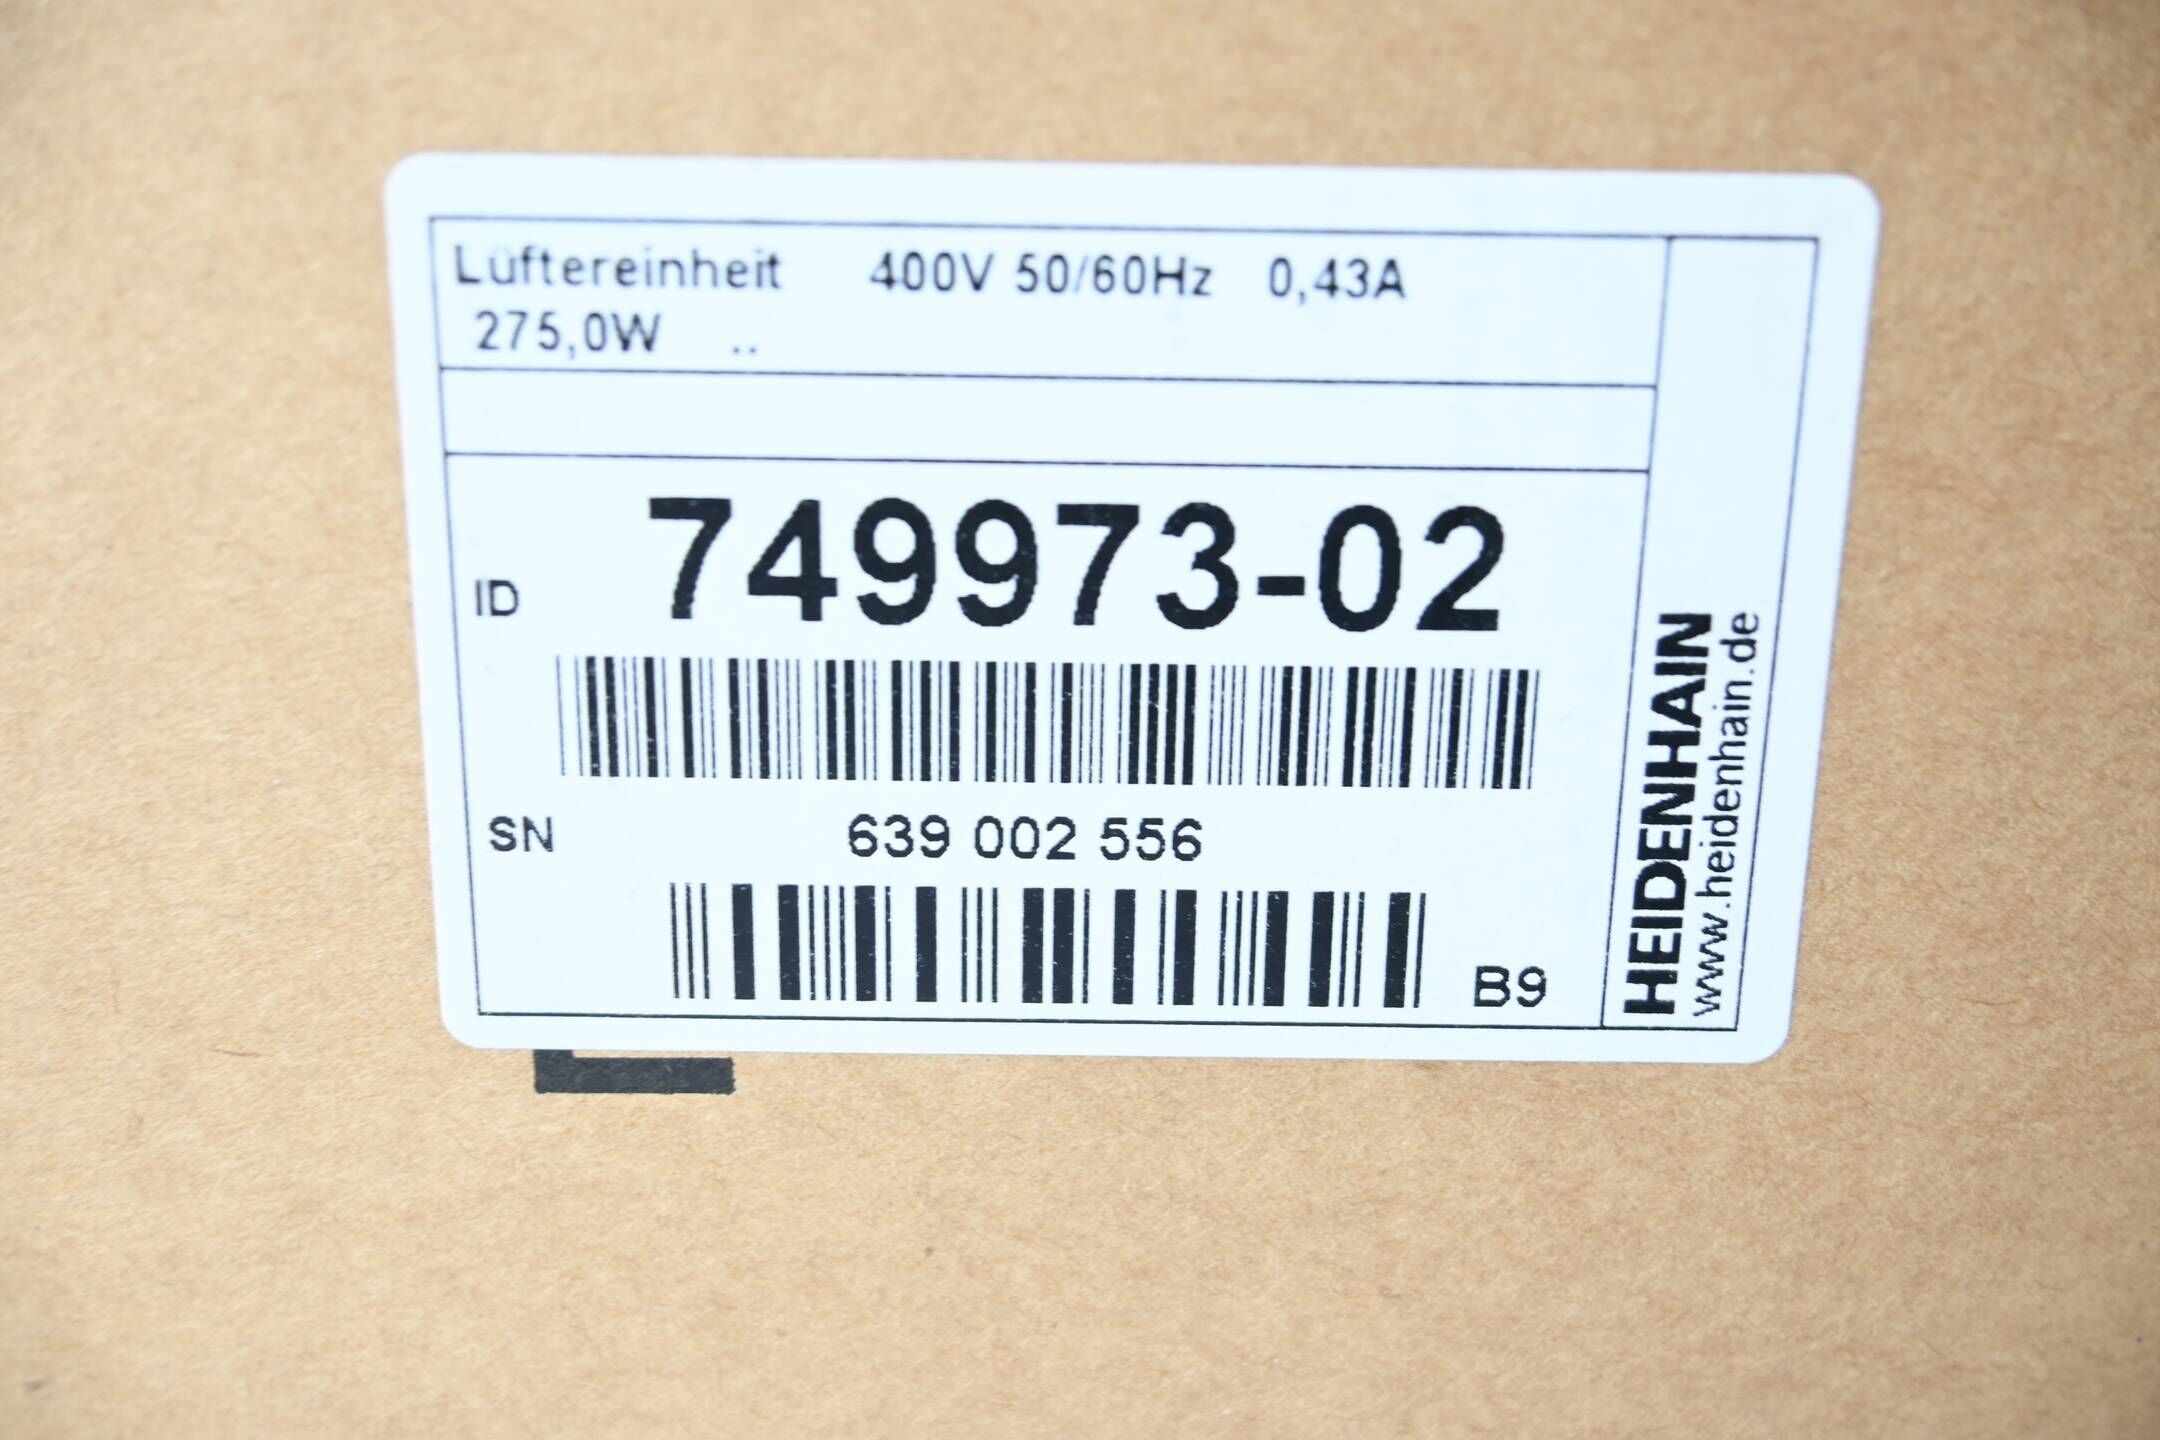 Lüftereinheit 400V 50/60Hz 0,43A
275,0W ..
ID 749973-02
SN 639 002 556
B9
HEIDENHAIN
www.heidenhain.de